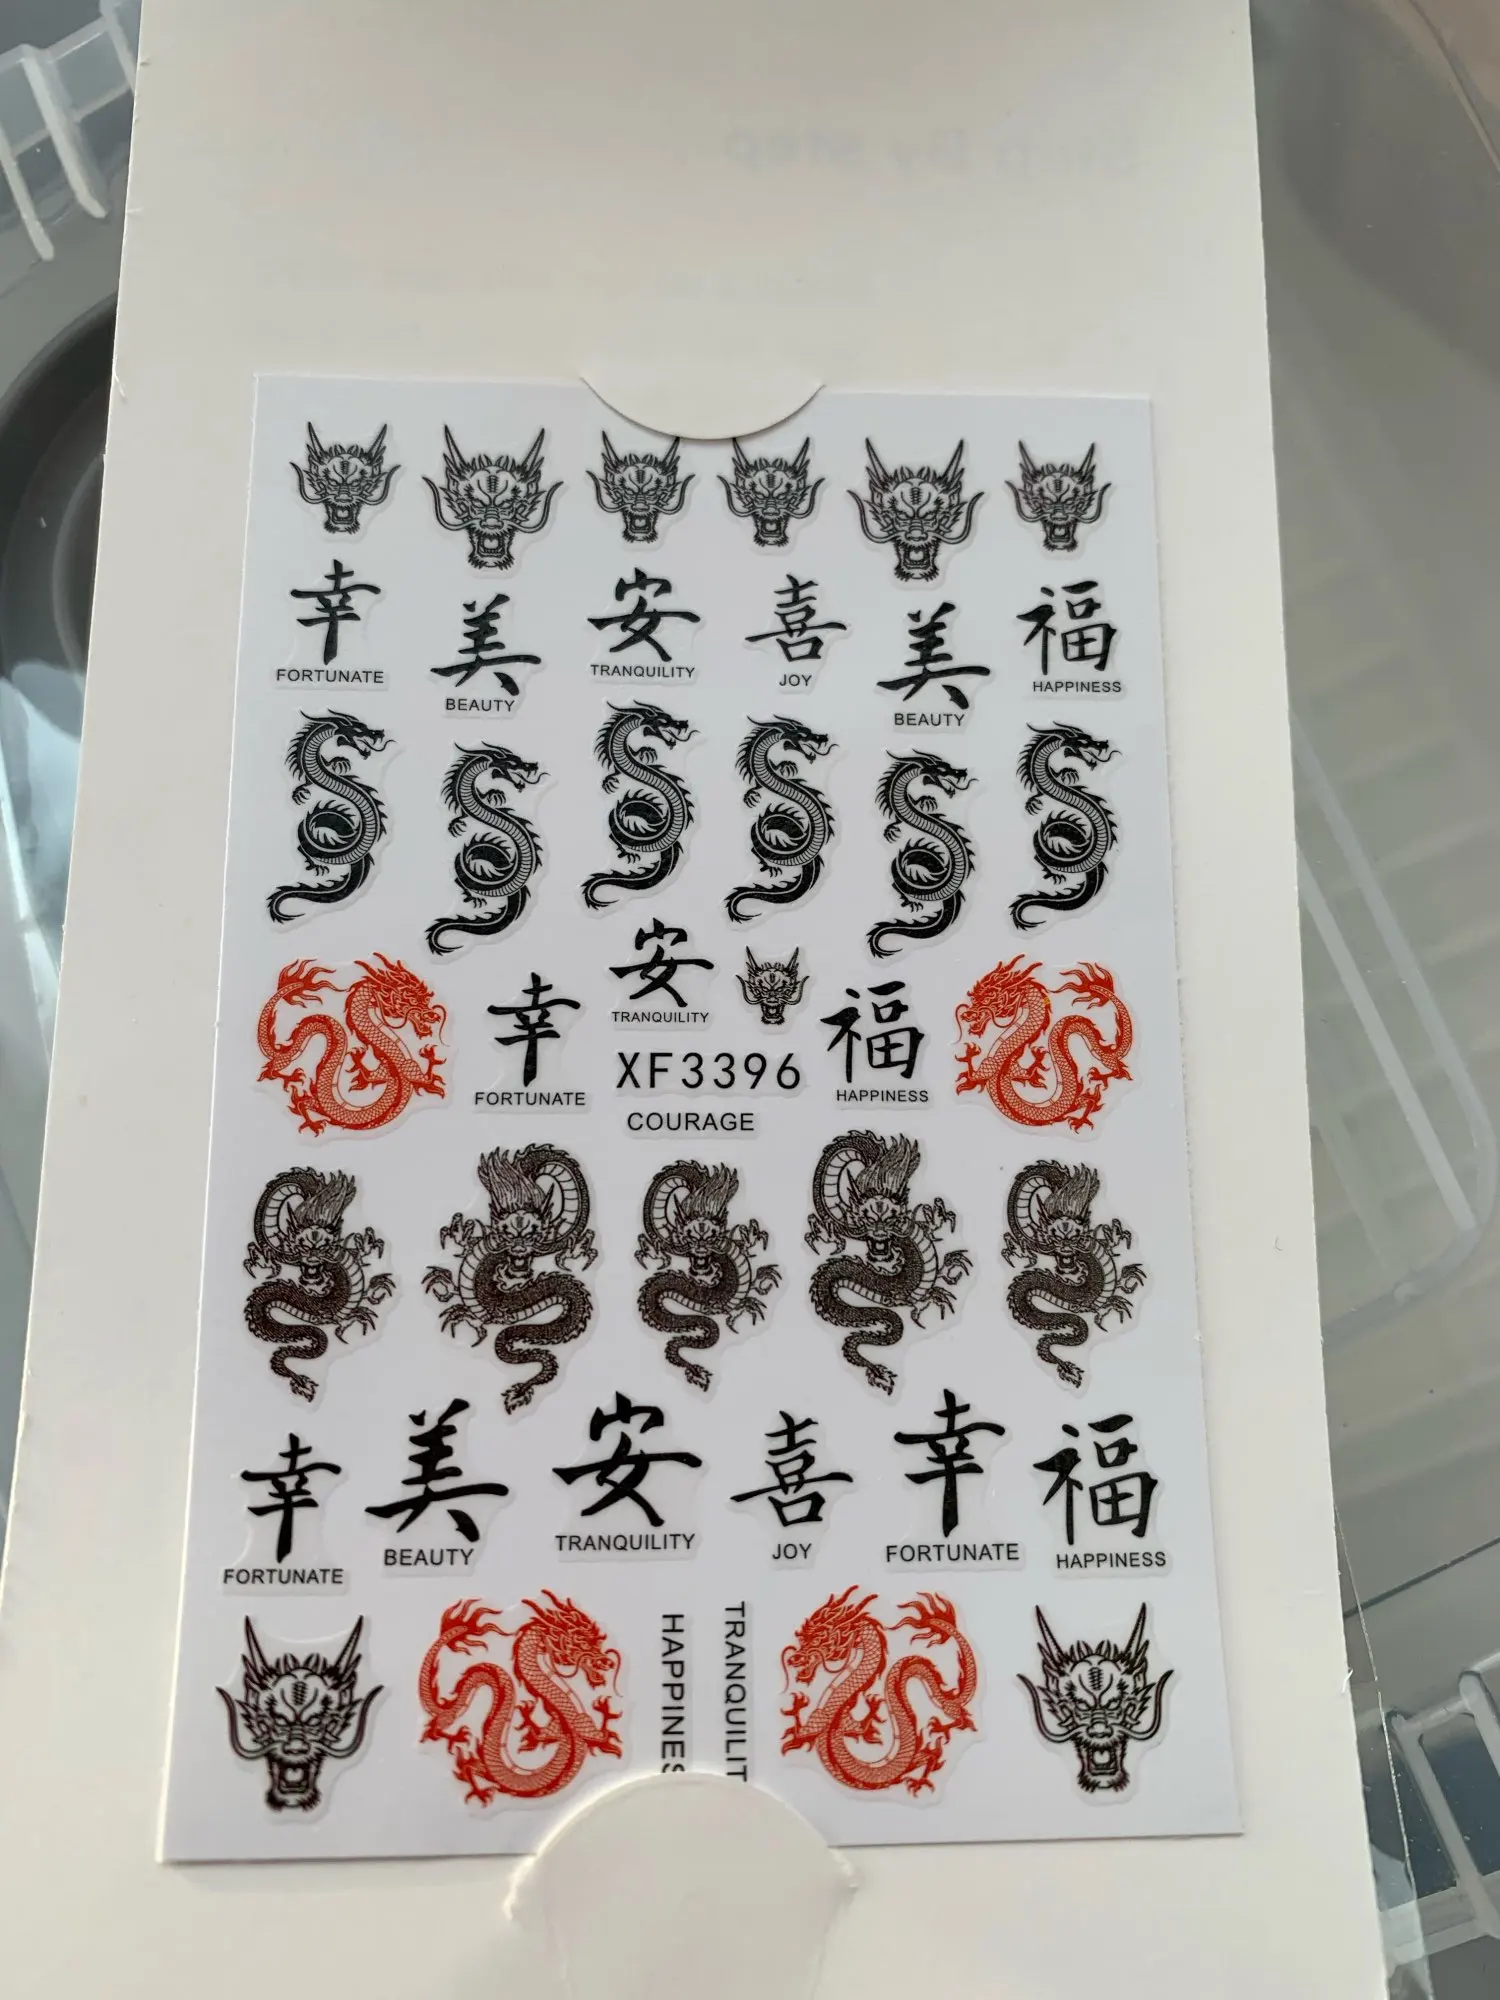 幸
FORTUNATE
美
BEAUTY
安
TRANQUILITY
喜
JOY
美
BEAUTY
福
HAPPINESS
幸
FORTUNATE
安
TRANQUILITY
XF3396
COURAGE
福
HAPPINESS
幸
FORTUNATE
美
BEAUTY
安
TRANQUILITY
喜
JOY
幸
FORTUNATE
福
HAPPINESS
HAPPINES
TRANQUILIT